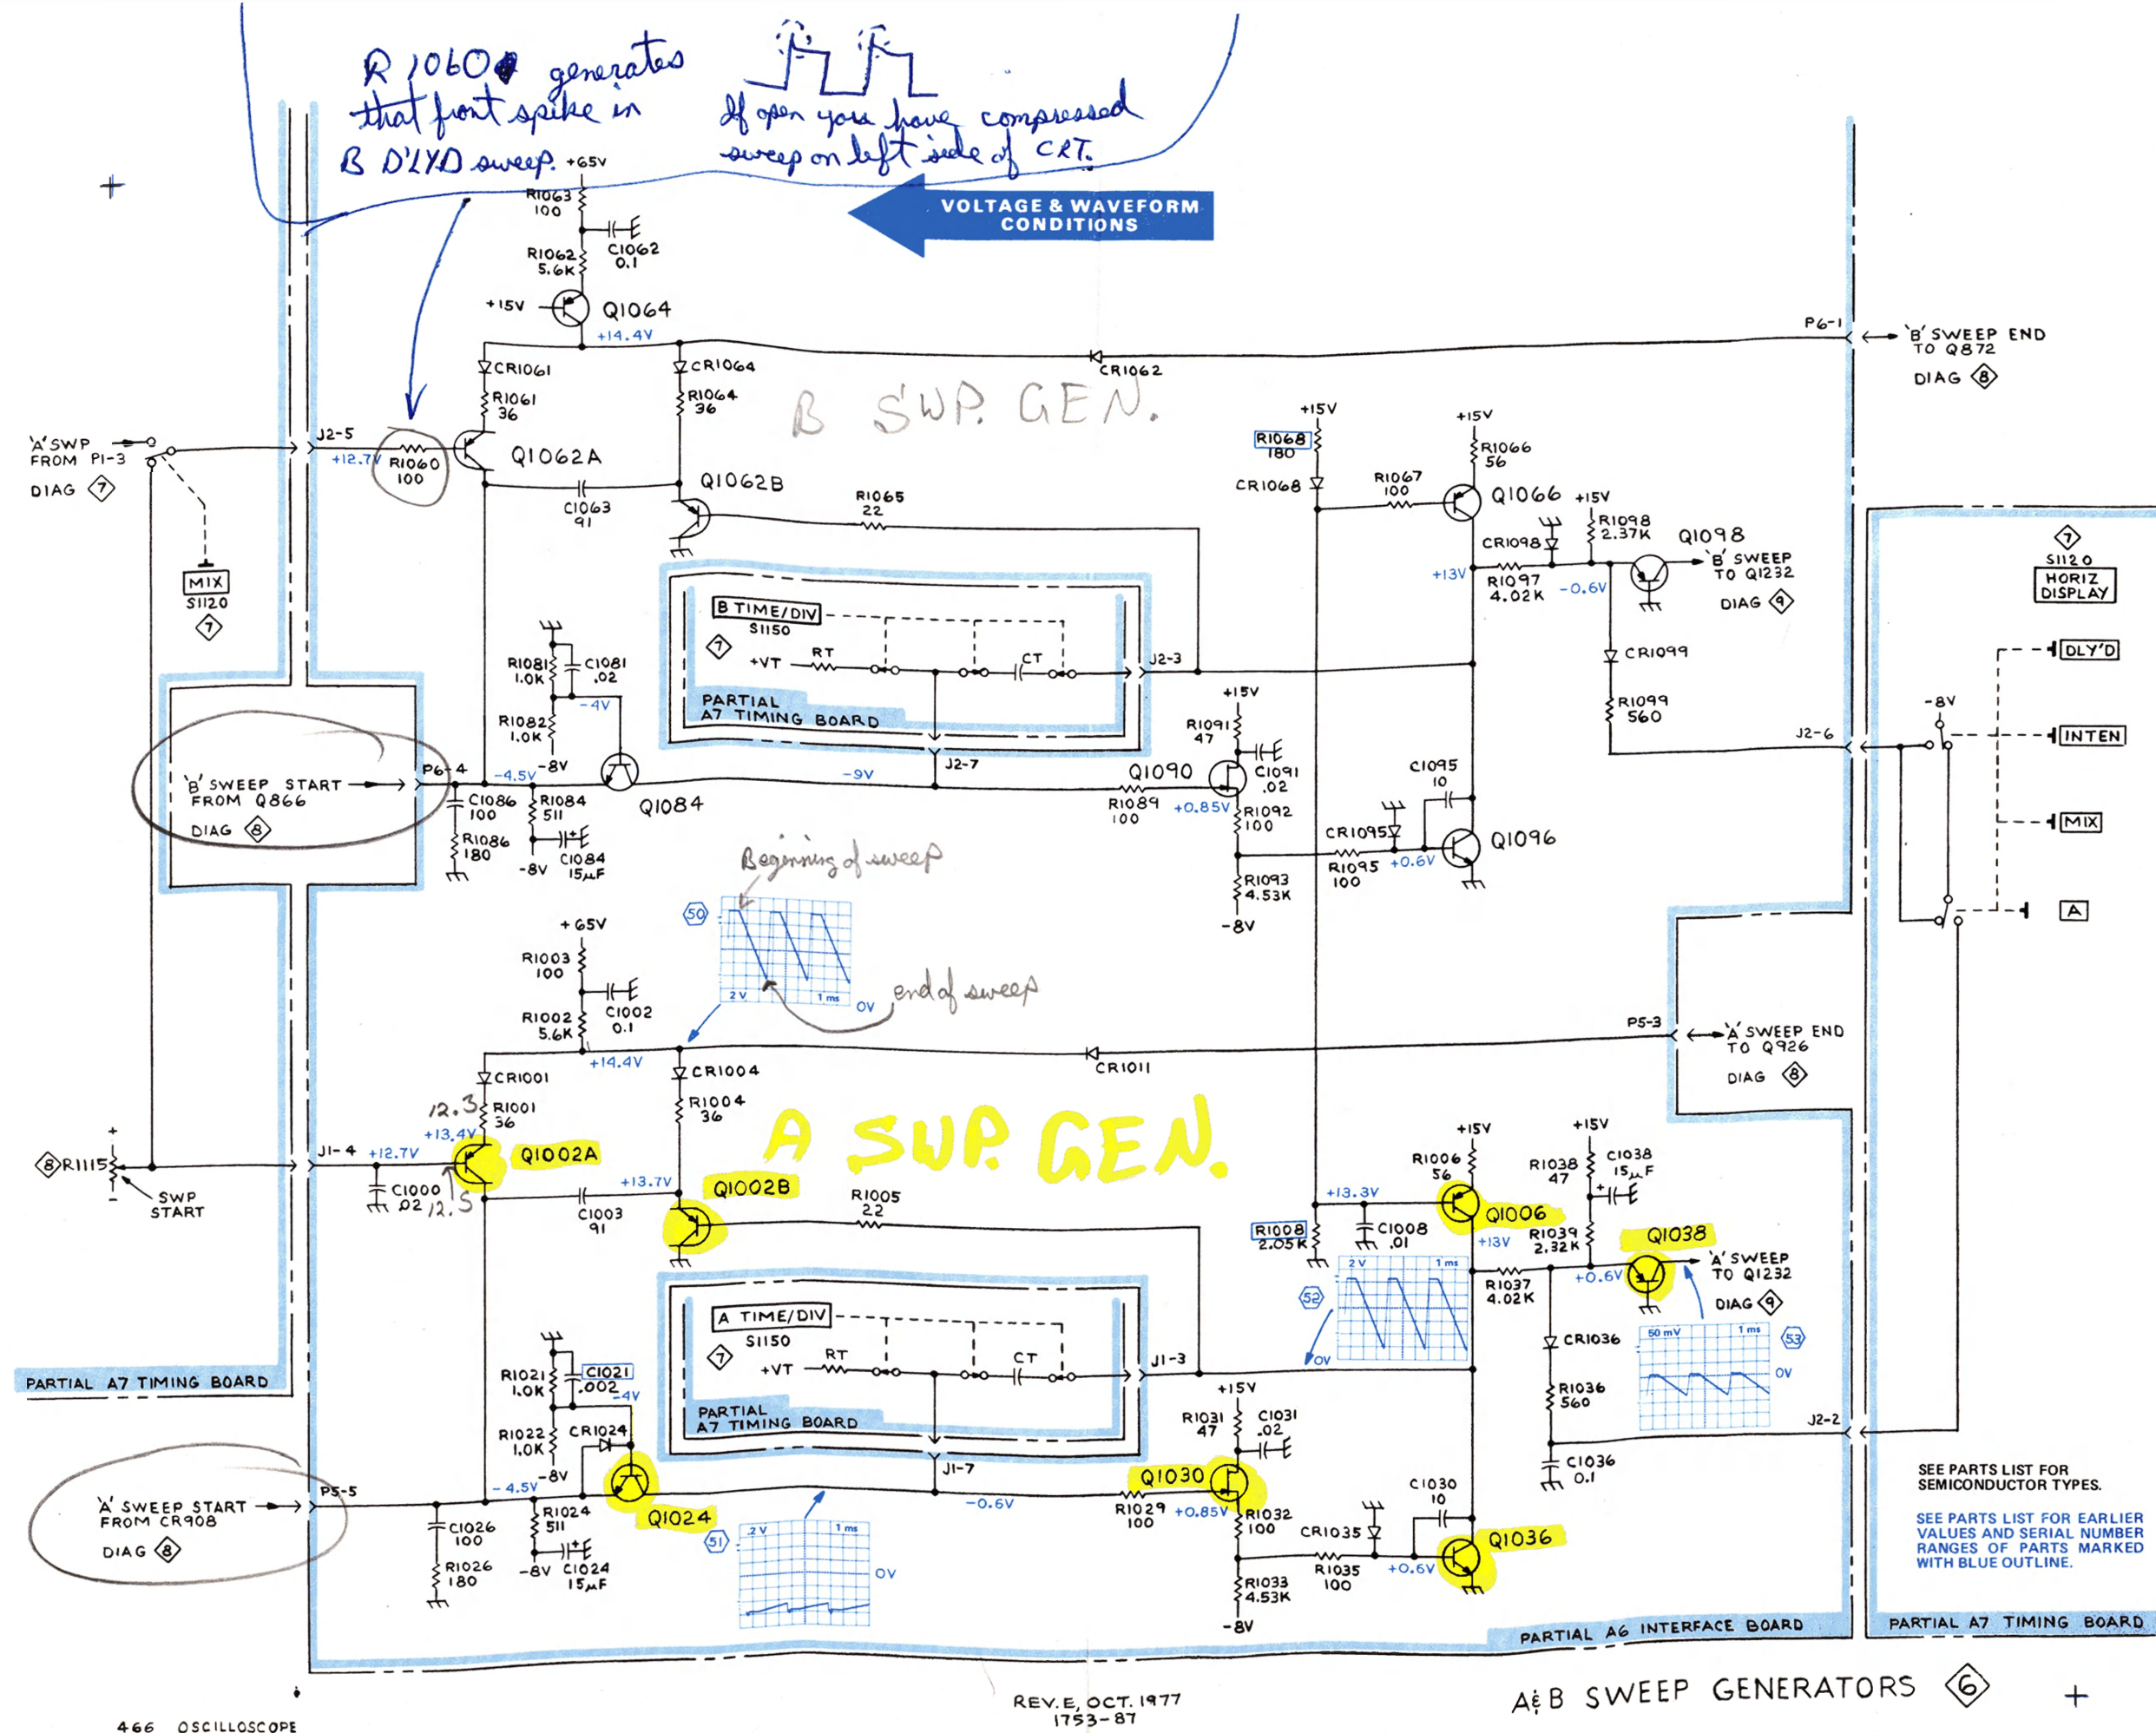 R 1060 generates
that front spike in
B D'LY'D sweep.
If open you have compressed
sweep on left side of CRT.
VOLTAGE & WAVEFORM
CONDITIONS
+65V
R1063
100
C1062
0.1
R1062
5.6K
+15V
Q1064
+14.4V
CR1061
R1061
36
CR1064
R1064
36
CR1062
P6-1
'B' SWEEP END
TO Q872
DIAG 8
B SWP. GEN.
'A' SWP
FROM P1-3
DIAG 7
J2-5
+12.7V
R1060
100
Q1062A
C1063
91
Q1062B
R1065
22
MIX
S1120
7
+15V
R1068
180
CR1068
+15V
R1066
56
R1067
100
Q1066
+15V
R1098
2.37K
CR1098
Q1098
'B' SWEEP
TO Q1232
DIAG 9
+13V
R1097
4.02K
-0.6V
7
S1120
HORIZ
DISPLAY
B TIME/DIV
S1150
7
+VT
RT
CT
J2-3
PARTIAL
A7 TIMING BOARD
J2-7
R1081
1.0K
C1081
.02
-4V
R1082
1.0K
-8V
CR1099
R1099
560
J2-6
-8V
DLY'D
INTEN
MIX
A
'B' SWEEP START
FROM Q866
DIAG 8
P6-4
-4.5V
C1086
100
R1086
180
R1084
511
-8V
C1084
15µF
Q1084
-9V
+15V
R1091
47
C1091
.02
Q1090
R1089
100
+0.85V
R1092
100
R1093
4.53K
-8V
CR1095
R1095
100
+0.6V
C1095
10
Q1096
Beginning of sweep
50
2 V
1 ms
0V
end of sweep
+65V
R1003
100
C1002
0.1
R1002
5.6K
+14.4V
CR1001
12.3
R1001
36
+13.4V
CR1004
R1004
36
CR1011
P5-3
'A' SWEEP END
TO Q926
DIAG 8
A SWP. GEN.
8
R1115
+
-
SWP
START
J1-4
+12.7V
C1000
.02
12.5
Q1002A
+13.7V
C1003
91
Q1002B
R1005
22
+13.3V
R1008
2.05K
C1008
.01
+15V
R1006
56
Q1006
+13V
+15V
R1038
47
C1038
15µF
R1039
2.32K
Q1038
'A' SWEEP
TO Q1232
DIAG 9
R1037
4.02K
+0.6V
52
2 V
1 ms
0V
A TIME/DIV
S1150
7
+VT
RT
CT
J1-3
PARTIAL
A7 TIMING BOARD
J1-7
CR1036
R1036
560
50 mV
1 ms
53
0V
J2-2
C1036
0.1
PARTIAL A7 TIMING BOARD
R1021
1.0K
C1021
.002
-4V
R1022
1.0K
CR1024
-8V
'A' SWEEP START
FROM CR908
DIAG 8
P5-5
-4.5V
C1026
100
R1026
180
R1024
511
-8V
C1024
15µF
Q1024
51
.2 V
1 ms
0V
-0.6V
+15V
R1031
47
C1031
.02
Q1030
R1029
100
+0.85V
R1032
100
R1033
4.53K
-8V
CR1035
R1035
100
+0.6V
C1030
10
Q1036
SEE PARTS LIST FOR
SEMICONDUCTOR TYPES.
SEE PARTS LIST FOR EARLIER
VALUES AND SERIAL NUMBER
RANGES OF PARTS MARKED
WITH BLUE OUTLINE.
PARTIAL A6 INTERFACE BOARD
PARTIAL A7 TIMING BOARD
466 OSCILLOSCOPE
REV. E, OCT. 1977
1753-87
A & B SWEEP GENERATORS 6